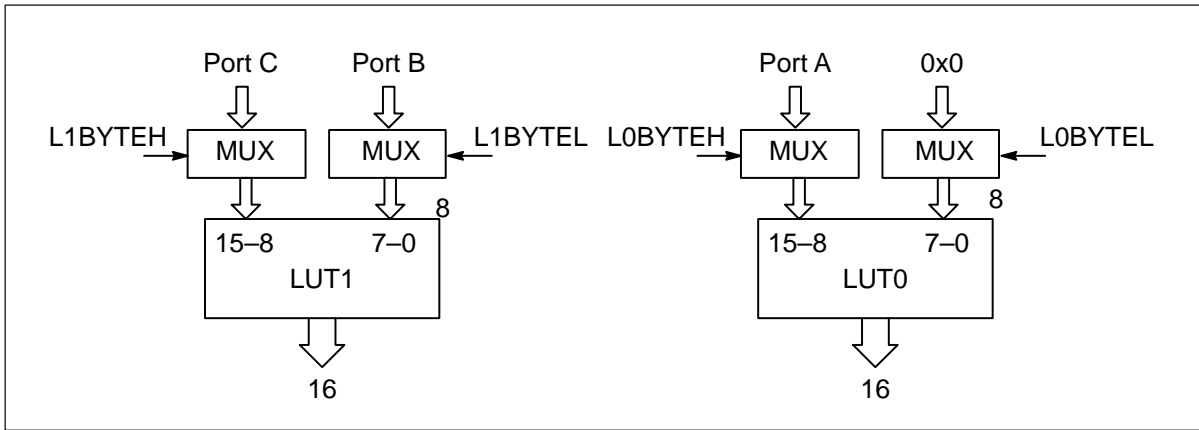 Port C Port B Port A 0x0
L1BYTEH MUX MUX L1BYTEL L0BYTEH MUX MUX L0BYTEL
8 8
15–8 7–0 15–8 7–0
LUT1 LUT0
16 16